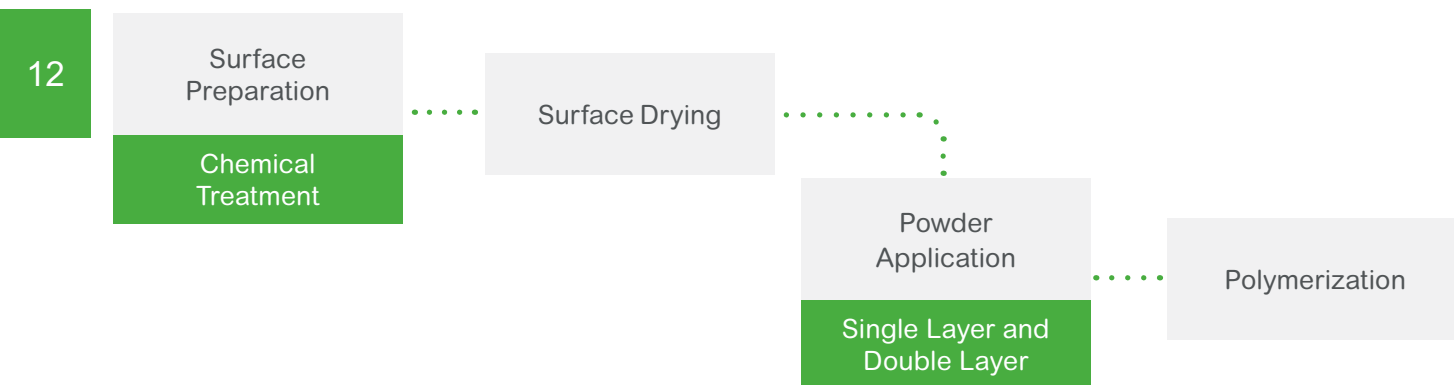 12
Surface
Preparation
Chemical
Treatment
Surface Drying
Powder
Application
Single Layer and
Double Layer
Polymerization